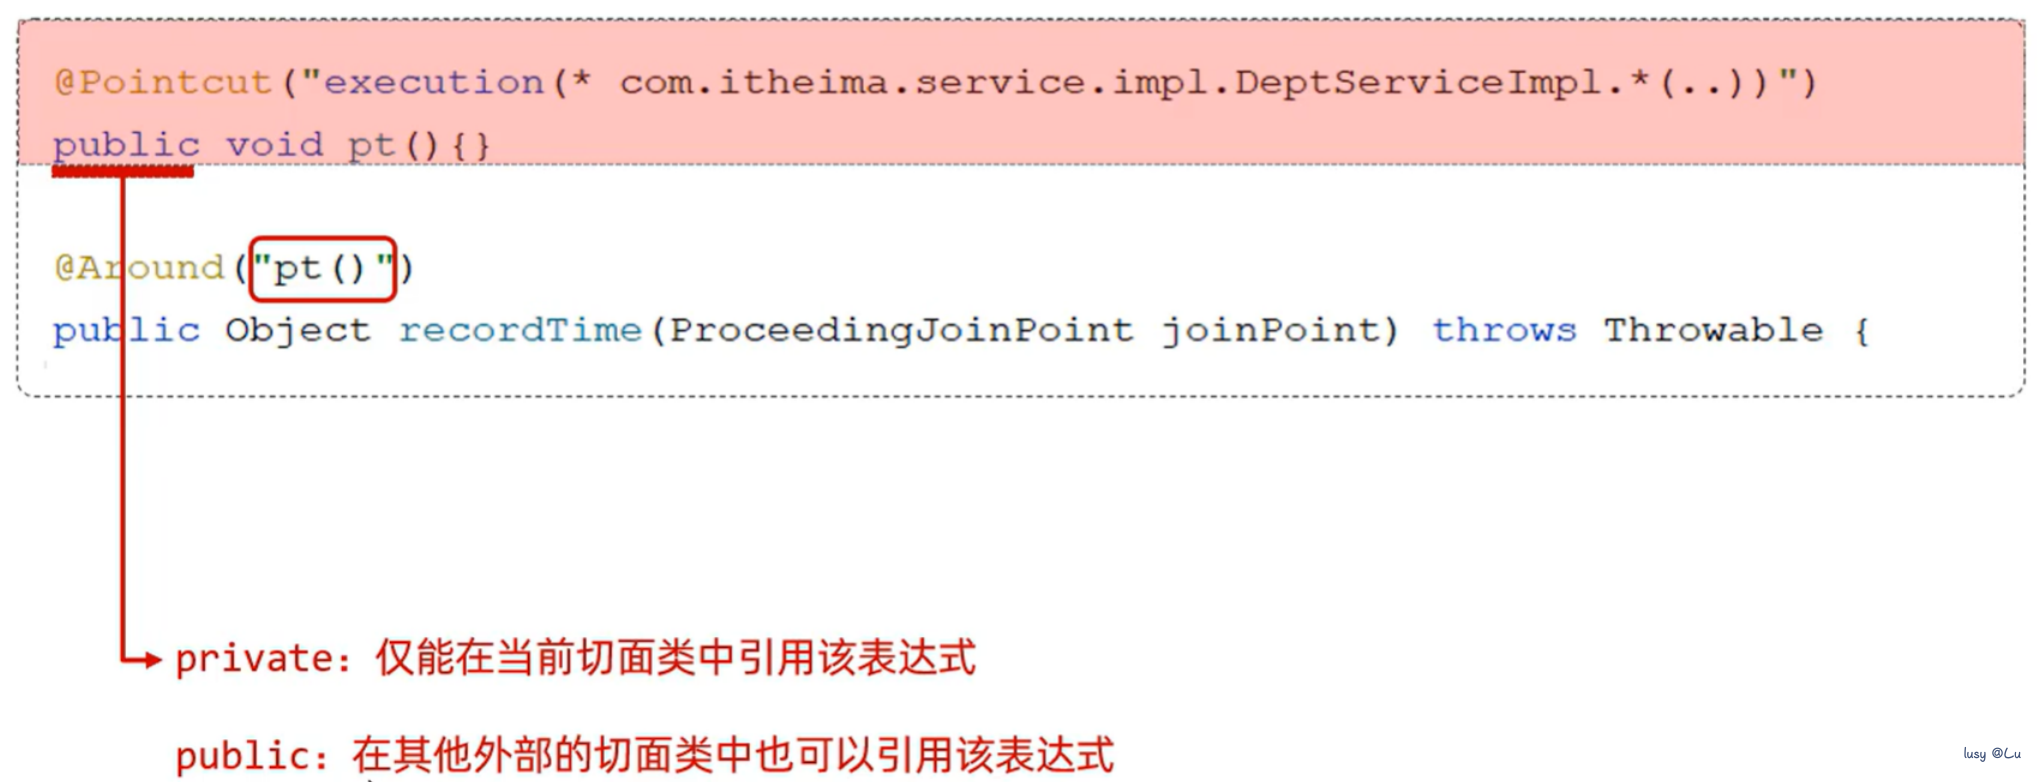 @Pointcut("execution(* com.itheima.service.impl.DeptServiceImpl.*(..))")
public void pt(){}
@Around("pt()")
public Object recordTime(ProceedingJoinPoint joinPoint) throws Throwable {
private: 仅能在当前切面类中引用该表达式
public: 在其他外部的切面类中也可以引用该表达式
lusy @Lu